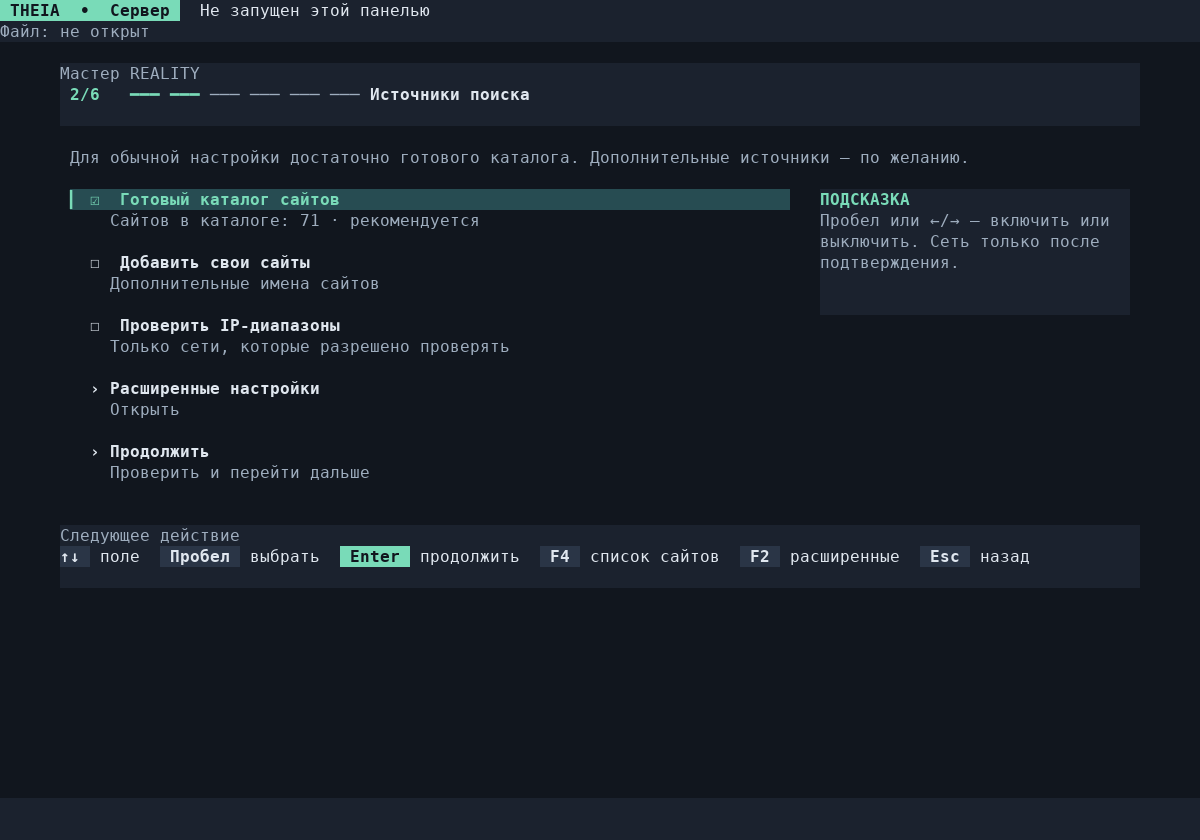 THEIA • Сервер Не запущен этой панелью
Файл: не открыт
Мастер REALITY
2/6 Источники поиска
Для обычной настройки достаточно готового каталога. Дополнительные источники — по желанию.
☑ Готовый каталог сайтов
Сайтов в каталоге: 71 · рекомендуется
☐ Добавить свои сайты
Дополнительные имена сайтов
☐ Проверить IP-диапазоны
Только сети, которые разрешено проверять
› Расширенные настройки
Открыть
› Продолжить
Проверить и перейти дальше
ПОДСКАЗКА
Пробел или ←/→ — включить или
выключить. Сеть только после
подтверждения.
Следующее действие
↑↓ поле Пробел выбрать Enter продолжить F4 список сайтов F2 расширенные Esc назад